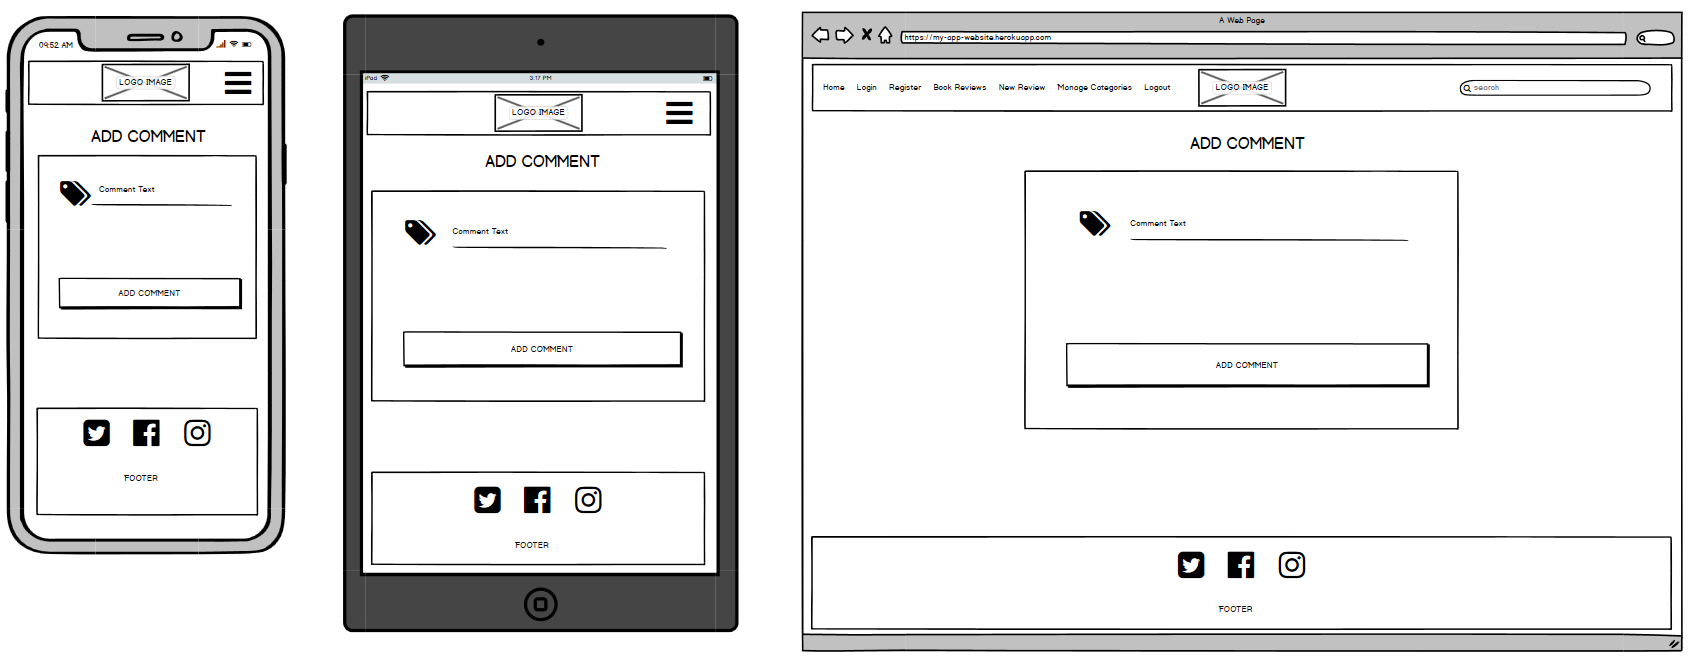 09:52 AM
LOGO IMAGE
ADD COMMENT
Comment Text
ADD COMMENT
FOOTER
iPad
3:17 PM
LOGO IMAGE
ADD COMMENT
Comment Text
ADD COMMENT
FOOTER
A Web Page
https://my-app-website.herokuapp.com
Home Login Register Book Reviews New Review Manage Categories Logout LOGO IMAGE search
ADD COMMENT
Comment Text
ADD COMMENT
FOOTER